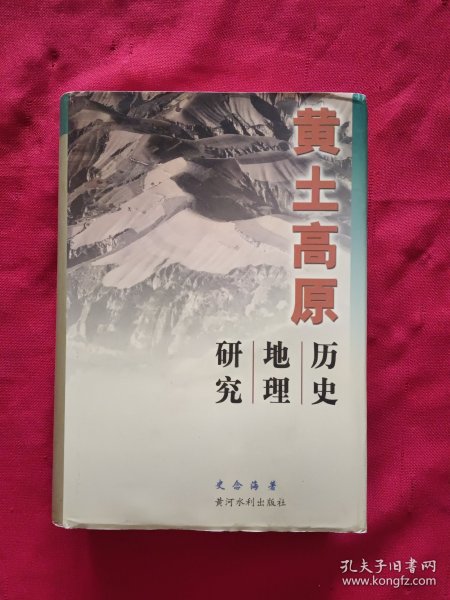 黄土高原
历史
地理
研究
史念海著
黄河水利出版社
孔夫子旧书网
www.kongfz.com